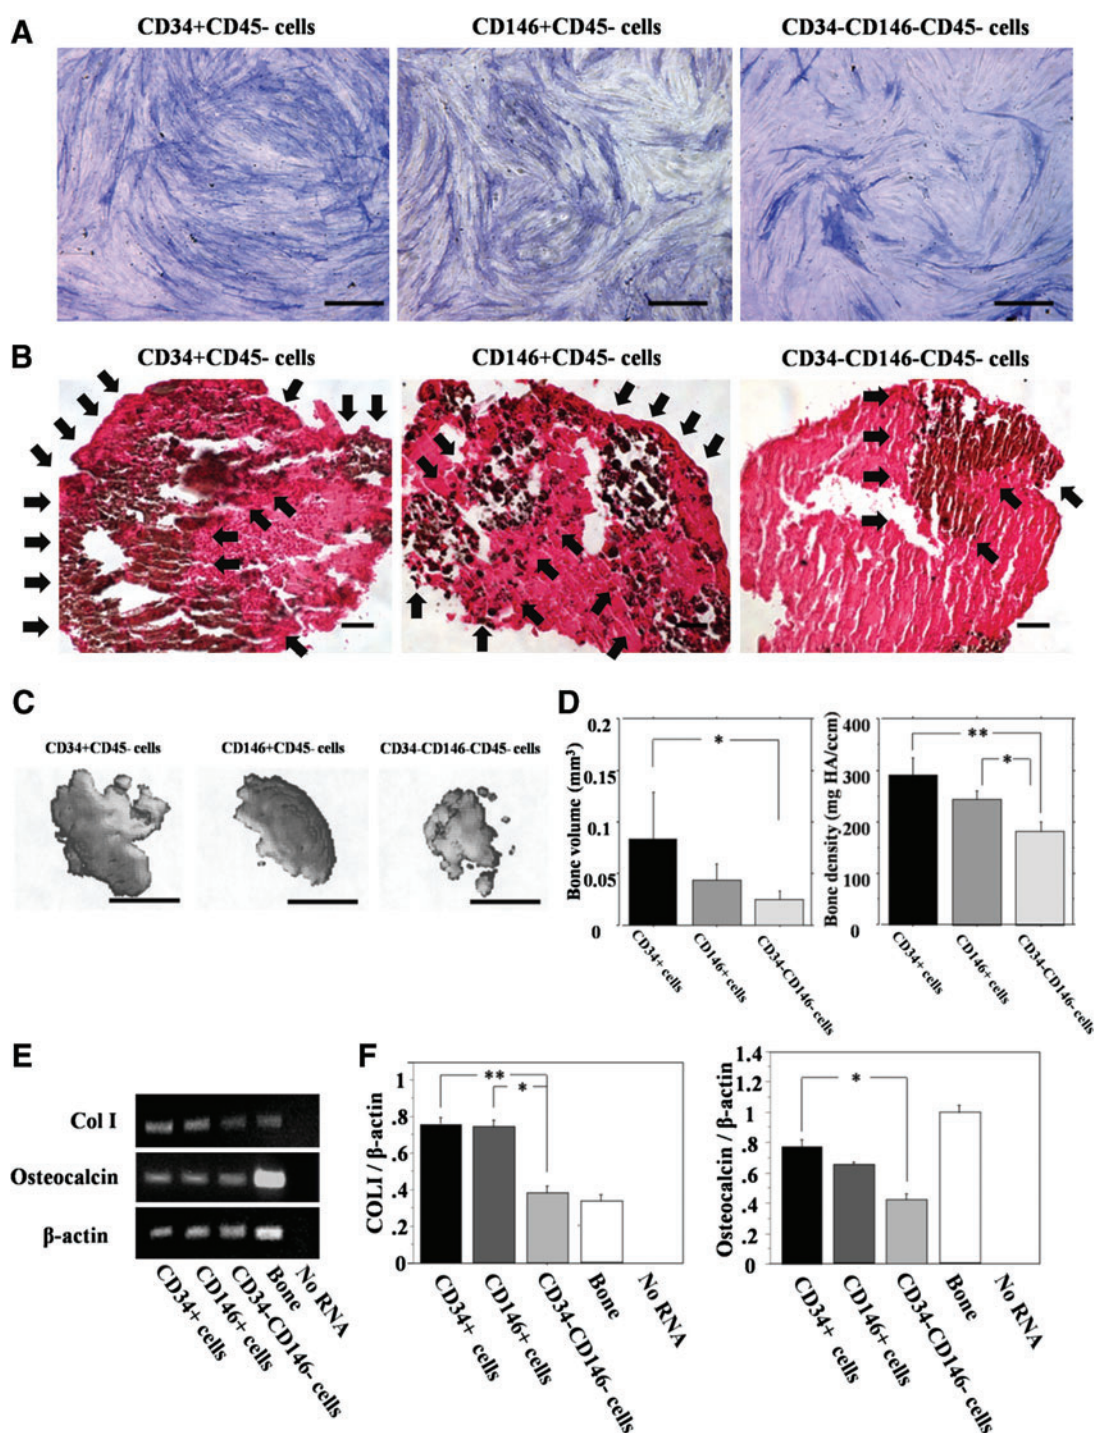 A
CD34+CD45- cells
CD146+CD45- cells
CD34-CD146-CD45- cells
B
CD34+CD45- cells
CD146+CD45- cells
CD34-CD146-CD45- cells
C
CD34+CD45- cells
CD146+CD45- cells
CD34-CD146-CD45- cells
D
Bone volume (mm³)
0.2
0.15
0.1
0.05
0
*
CD34+ cells
CD146+ cells
CD34-CD146- cells
Bone density (mg HA/ccm)
400
300
200
100
0
**
*
CD34+ cells
CD146+ cells
CD34-CD146- cells
E
Col I
Osteocalcin
β-actin
CD34+ cells
CD146+ cells
CD34-CD146- cells
Bone
No RNA
F
COLI / β-actin
1
.8
.6
.4
.2
0
**
*
CD34+ cells
CD146+ cells
CD34-CD146- cells
Bone
No RNA
Osteocalcin / β-actin
1.4
1.2
1
.8
.6
.4
.2
0
*
CD34+ cells
CD146+ cells
CD34-CD146- cells
Bone
No RNA